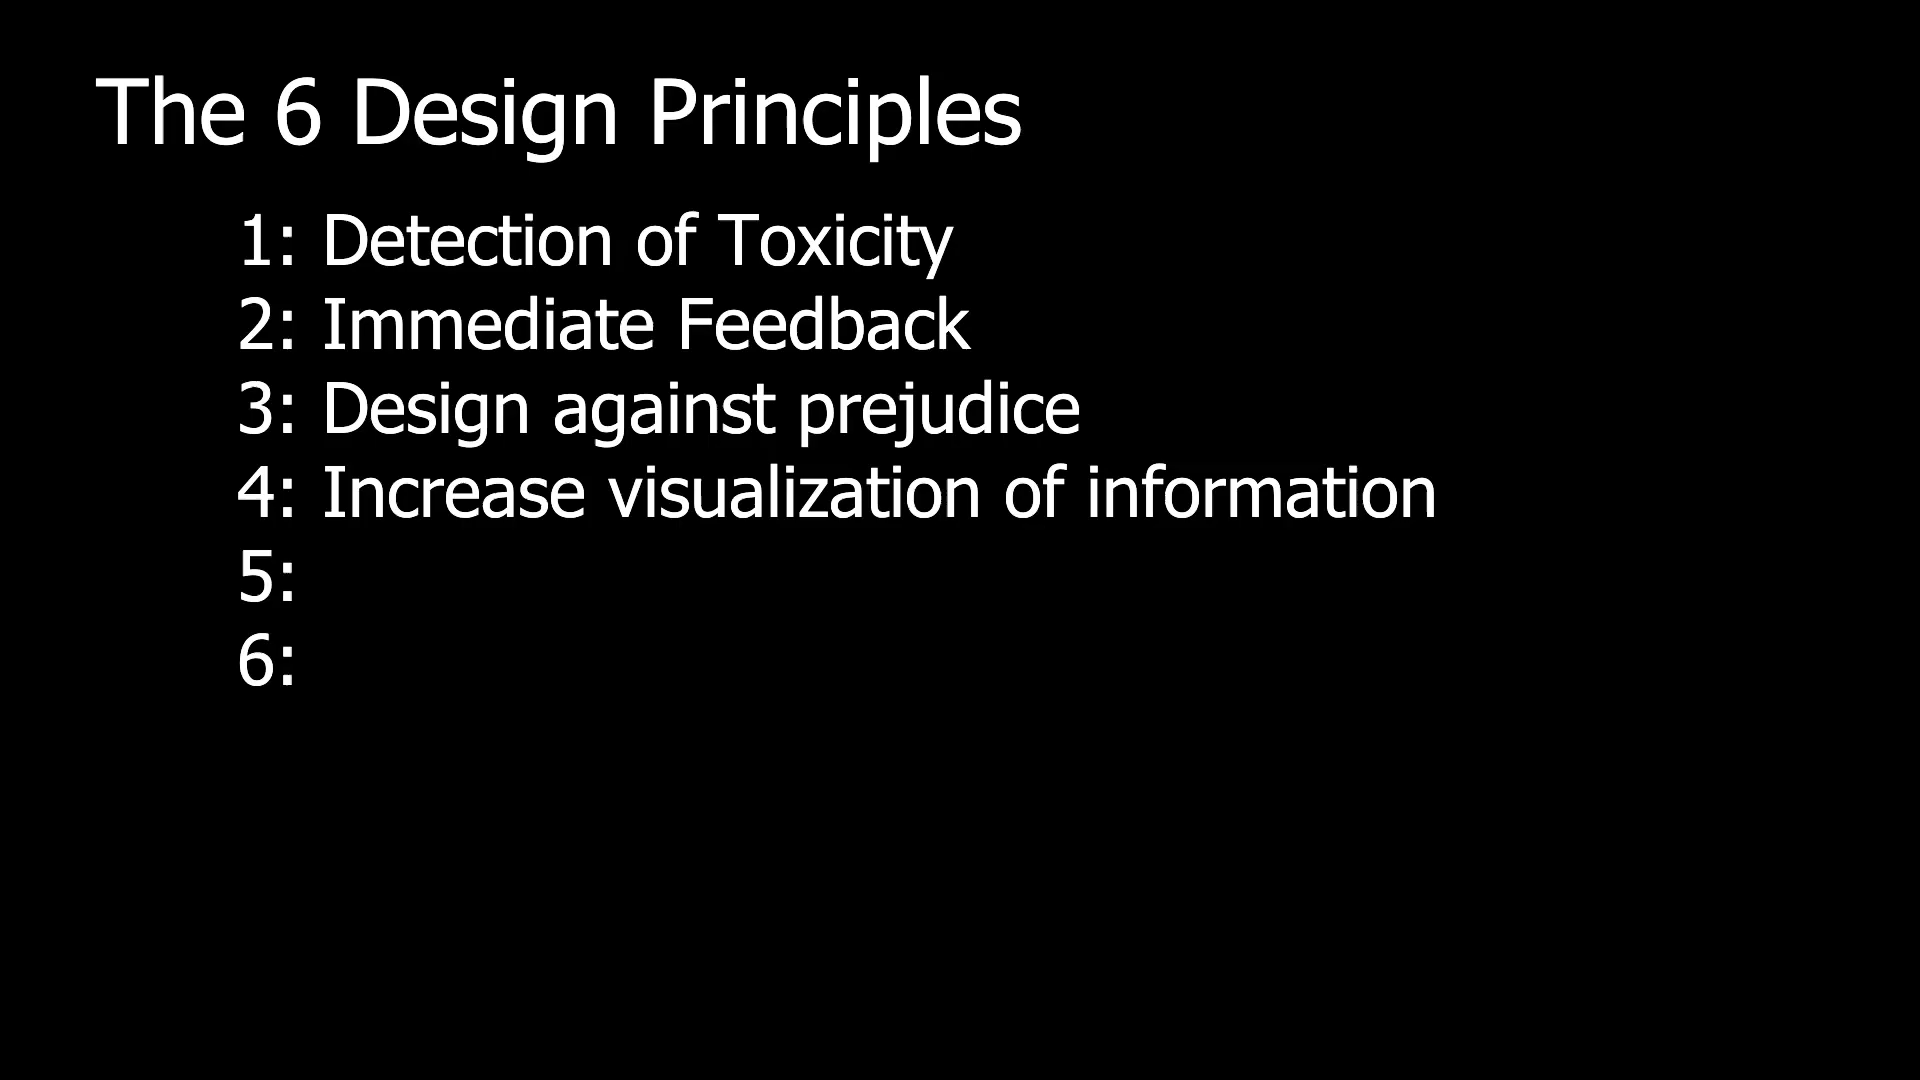 The 6 Design Principles
1: Detection of Toxicity
2: Immediate Feedback
3: Design against prejudice
4: Increase visualization of information
5:
6: